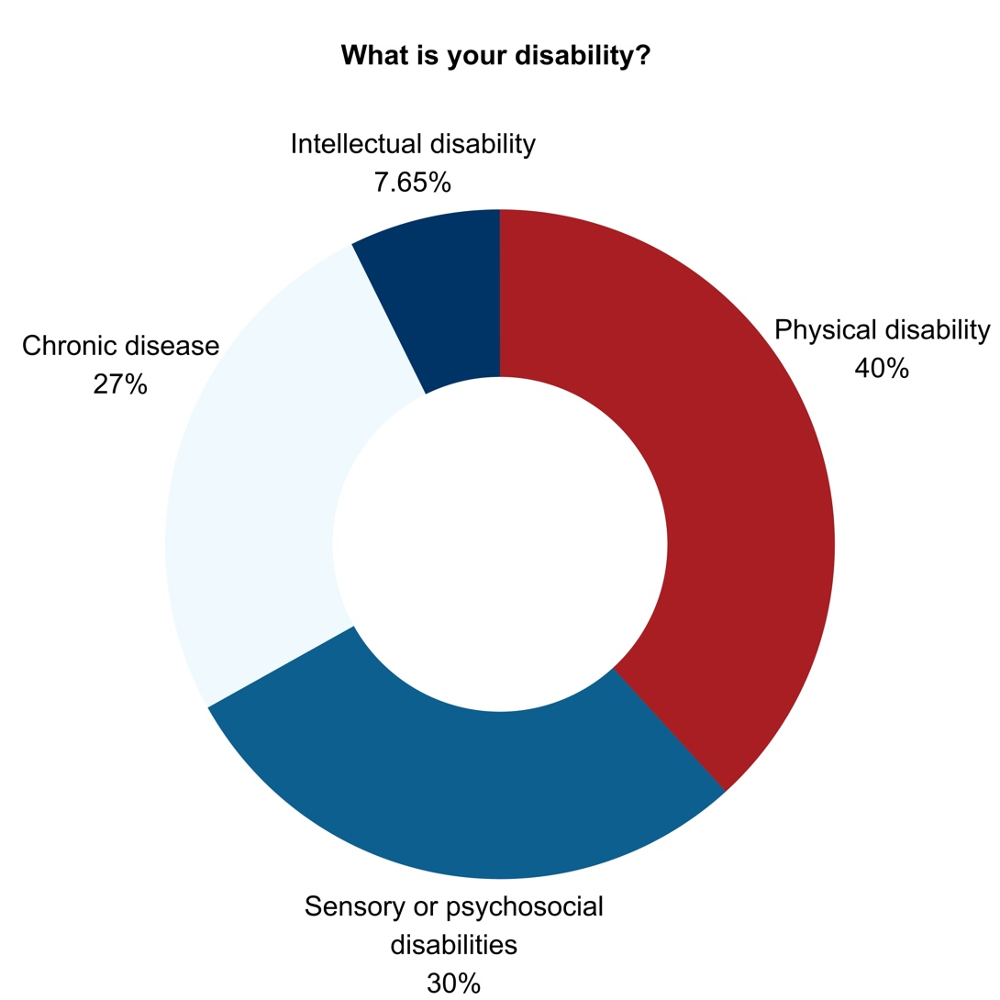 What is your disability?
Intellectual disability
7.65%
Physical disability
40%
Chronic disease
27%
Sensory or psychosocial
disabilities
30%